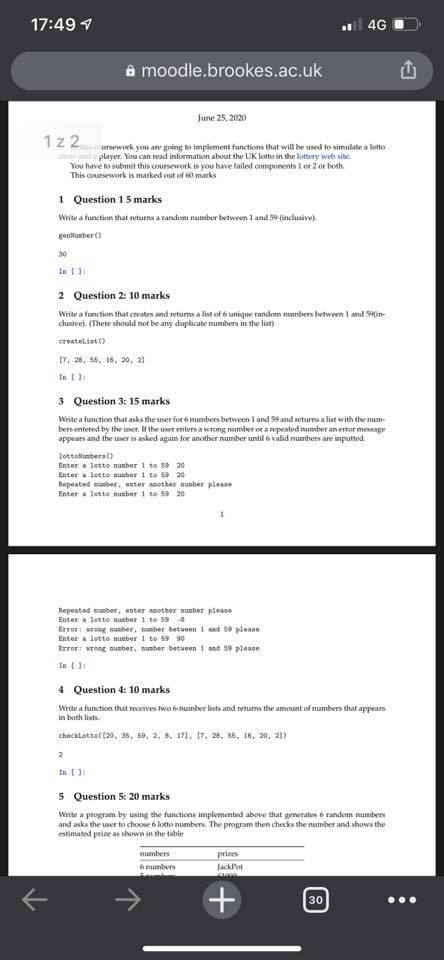 17:49
4G
moodle.brookes.ac.uk
June 25, 2020
1 z 2
this coursework you are going to implement functions that will be used to simulate a lotto
and a player. You can read information about the UK lotto in the lottery web site.
You have to submit this coursework is you have failed components 1 or 2 or both.
This coursework is marked out of 60 marks
1 Question 1 5 marks
Write a function that returns a random number between 1 and 59 (inclusive).
genNumber()
30
In [ ]:
2 Question 2: 10 marks
Write a function that creates and returns a list of 6 unique random numbers between 1 and 59(in-
clusive). (There should not be any duplicate numbers in the list)
createList()
[7, 28, 55, 16, 20, 2]
In [ ]:
3 Question 3: 15 marks
Write a function that asks the user for 6 numbers between 1 and 59 and returns a list with the num-
bers entered by the user. If the user enters a wrong number or a repeated number an error message
appears and the user is asked again for another number until 6 valid numbers are inputted.
lottoNumbers()
Enter a lotto number 1 to 59 20
Enter a lotto number 1 to 59 20
Repeated number, enter another number please
Enter a lotto number 1 to 59 20
1
Repeated number, enter another number please
Enter a lotto number 1 to 59 -8
Error: wrong number, number between 1 and 59 please
Enter a lotto number 1 to 59 90
Error: wrong number, number between 1 and 59 please
In [ ]:
4 Question 4: 10 marks
Write a function that receives two 6-number lists and returns the amount of numbers that appears
in both lists.
checkLotto([20, 35, 59, 2, 8, 17], [7, 28, 55, 16, 20, 2])
2
In [ ]:
5 Question 5: 20 marks
Write a program by using the functions implemented above that generates 6 random numbers
and asks the user to choose 6 lotto numbers. The program then checks the number and shows the
estimated prize as shown in the table
numbers prizes
6 numbers JackPot
5 numbers
30